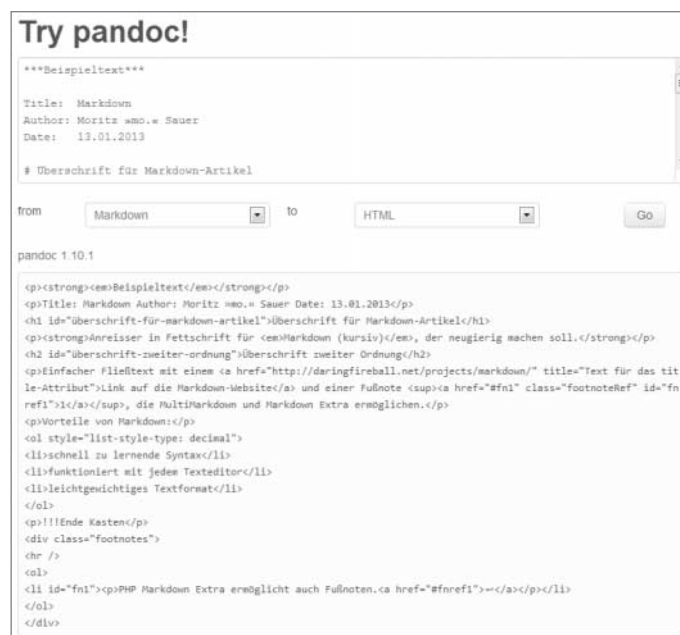 Try pandoc!
***Beispieltext***
Title: Markdown
Author: Moritz »mo.« Sauer
Date: 13.01.2013
# Überschrift für Markdown-Artikel
from Markdown to HTML Go
pandoc 1.10.1
<p><strong><em>Beispieltext</em></strong></p>
<p>Title: Markdown Author: Moritz »mo.« Sauer Date: 13.01.2013</p>
<h1 id="überschrift-für-markdown-artikel">Überschrift für Markdown-Artikel</h1>
<p><strong>Anreisser in Fettschrift für <em>Markdown (kursiv)</em>, der neugierig machen soll.</strong></p>
<h2 id="überschrift-zweiter-ordnung">Überschrift zweiter Ordnung</h2>
<p>Einfacher Fließtext mit einem <a href="http://daringfireball.net/projects/markdown/" title="Text für das tit
le-Attribut">Link auf die Markdown-Website</a> und einer Fußnote <sup><a href="#fn1" class="footnoteRef" id="fn
ref1">1</a></sup>, die MultiMarkdown und Markdown Extra ermöglichen.</p>
<p>Vorteile von Markdown:</p>
<ol style="list-style-type: decimal">
<li>schnell zu lernende Syntax</li>
<li>funktioniert mit jedem Texteditor</li>
<li>leichtgewichtiges Textformat</li>
</ol>
<p>!!!Ende Kasten</p>
<div class="footnotes">
<hr />
<ol>
<li id="fn1"><p>PHP Markdown Extra ermöglicht auch Fußnoten.<a href="#fnref1">↩</a></p></li>
</ol>
</div>